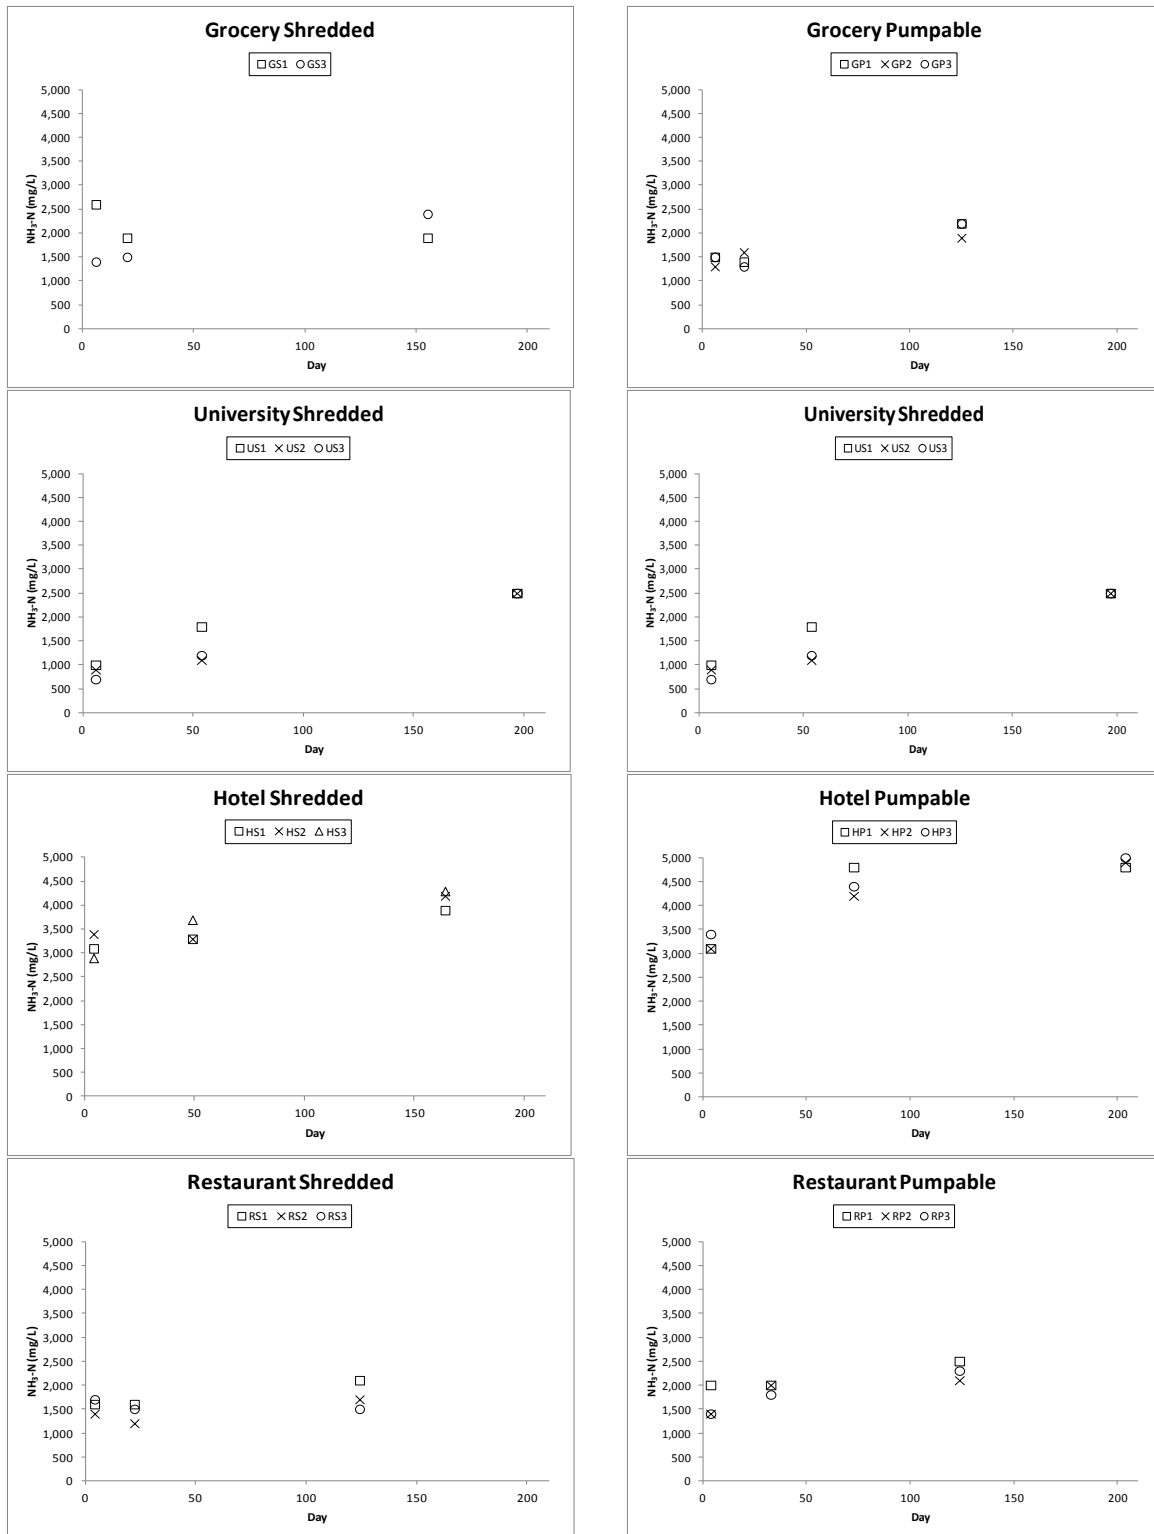 Grocery Shredded
GS1 GS3
5,000
4,500
4,000
3,500
3,000
2,500
2,000
1,500
1,000
500
0
NH₃-N (mg/L)
0 50 100 150 200
Day
Grocery Pumpable
GP1 GP2 GP3
5,000
4,500
4,000
3,500
3,000
2,500
2,000
1,500
1,000
500
0
NH₃-N (mg/L)
0 50 100 150 200
Day
University Shredded
US1 US2 US3
5,000
4,500
4,000
3,500
3,000
2,500
2,000
1,500
1,000
500
0
NH₃-N (mg/L)
0 50 100 150 200
Day
University Shredded
US1 US2 US3
5,000
4,500
4,000
3,500
3,000
2,500
2,000
1,500
1,000
500
0
NH₃-N (mg/L)
0 50 100 150 200
Day
Hotel Shredded
HS1 HS2 HS3
5,000
4,500
4,000
3,500
3,000
2,500
2,000
1,500
1,000
500
0
NH₃-N (mg/L)
0 50 100 150 200
Day
Hotel Pumpable
HP1 HP2 HP3
5,000
4,500
4,000
3,500
3,000
2,500
2,000
1,500
1,000
500
0
NH₃-N (mg/L)
0 50 100 150 200
Day
Restaurant Shredded
RS1 RS2 RS3
5,000
4,500
4,000
3,500
3,000
2,500
2,000
1,500
1,000
500
0
NH₃-N (mg/L)
0 50 100 150 200
Day
Restaurant Pumpable
RP1 RP2 RP3
5,000
4,500
4,000
3,500
3,000
2,500
2,000
1,500
1,000
500
0
NH₃-N (mg/L)
0 50 100 150 200
Day